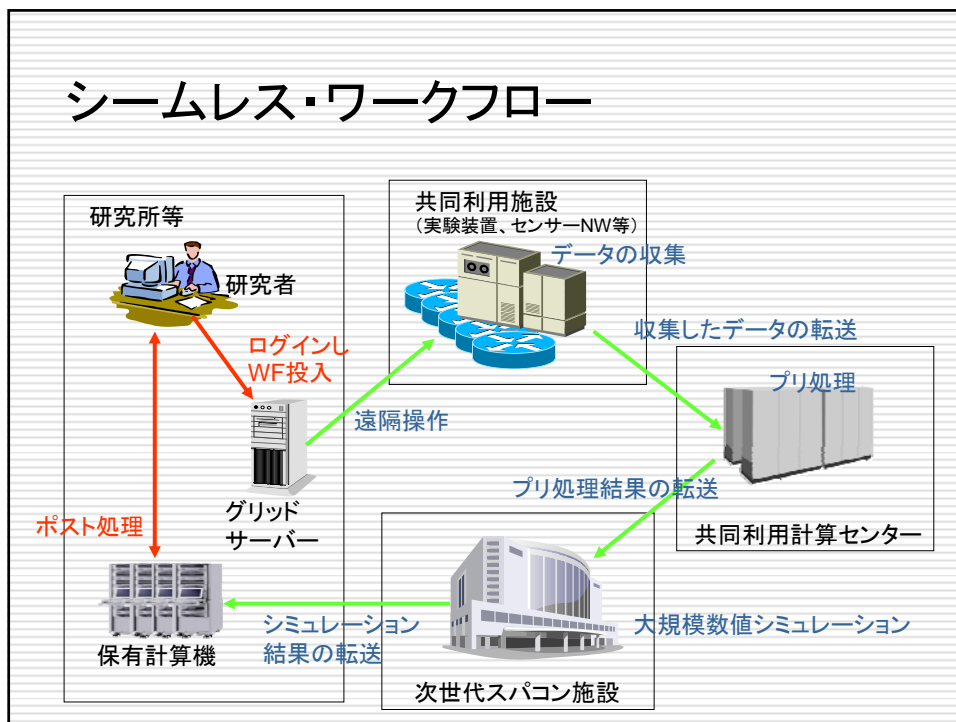 シームレス・ワークフロー
研究所等
研究者
ログインし
WF投入
グリッド
サーバー
ポスト処理
保有計算機
共同利用施設
（実験装置、センサーNW等）
データの収集
遠隔操作
収集したデータの転送
プリ処理
共同利用計算センター
プリ処理結果の転送
大規模数値シミュレーション
次世代スパコン施設
シミュレーション
結果の転送